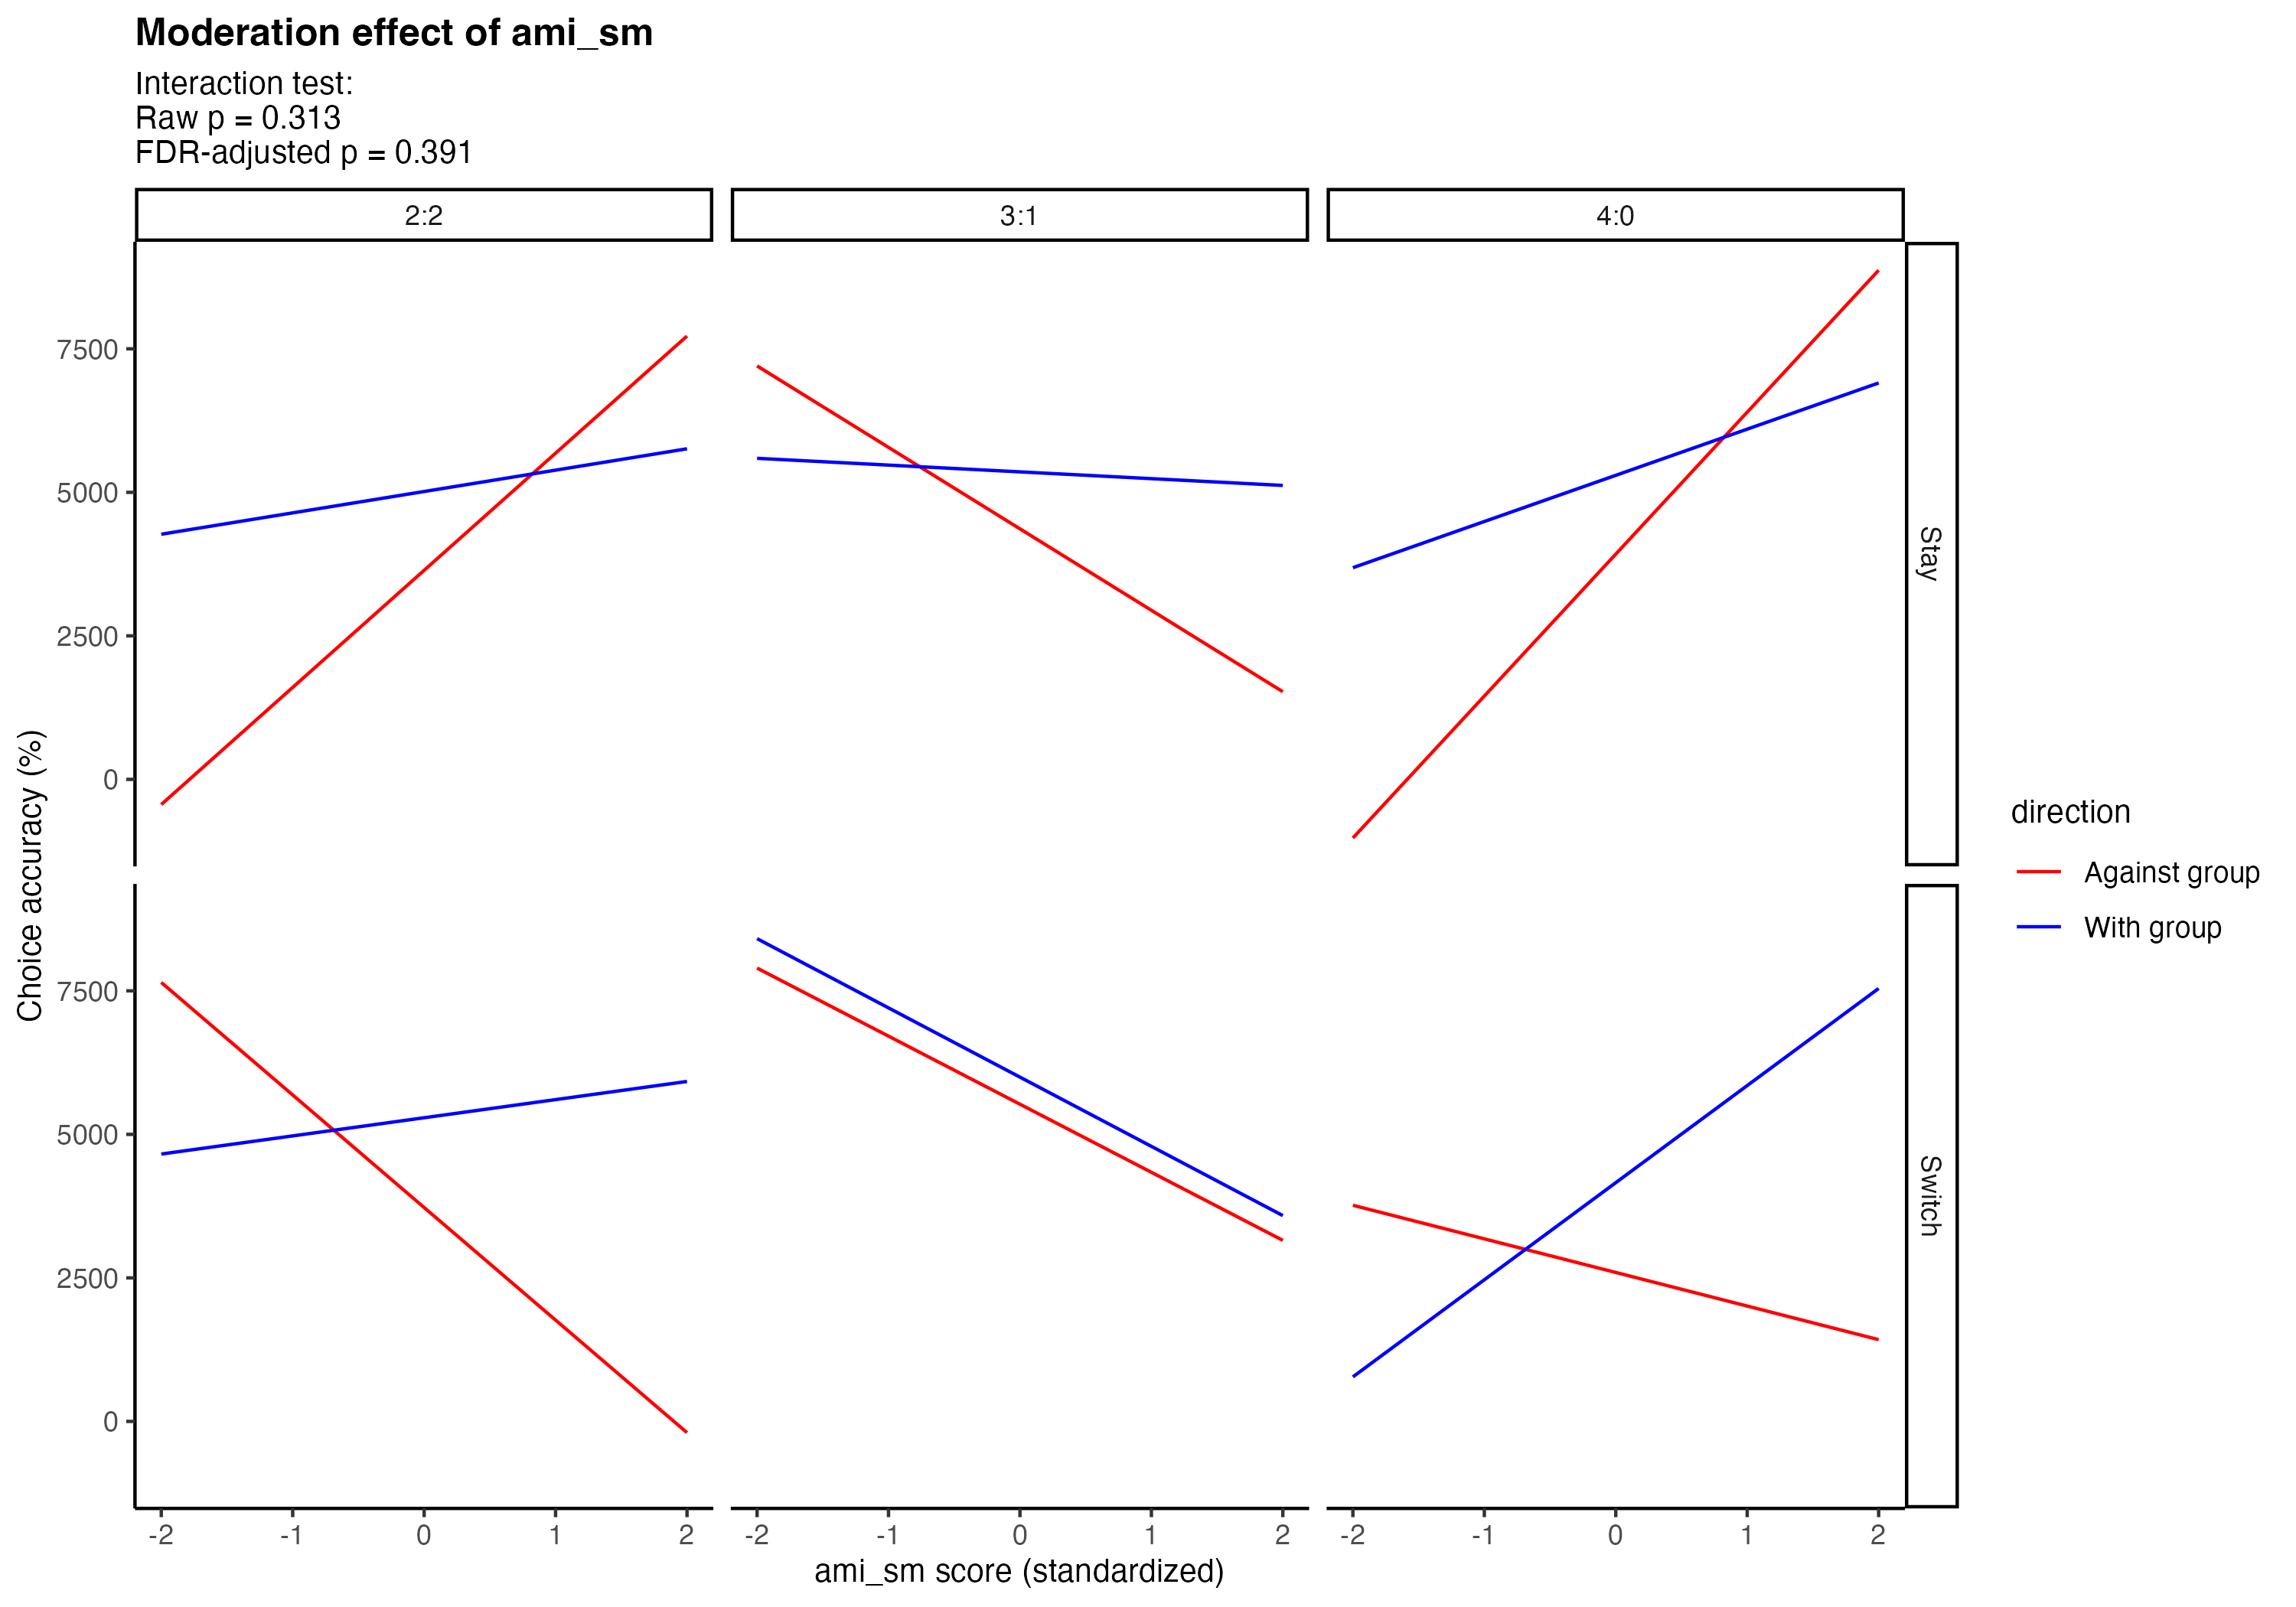 Moderation effect of ami_sm
Interaction test:
Raw p = 0.313
FDR-adjusted p = 0.391
2:2
3:1
4:0
7500
5000
2500
0
Stay
7500
5000
2500
0
Switch
-2
-1
0
1
2
-2
-1
0
1
2
-2
-1
0
1
2
ami_sm score (standardized)
Choice accuracy (%)
direction
Against group
With group